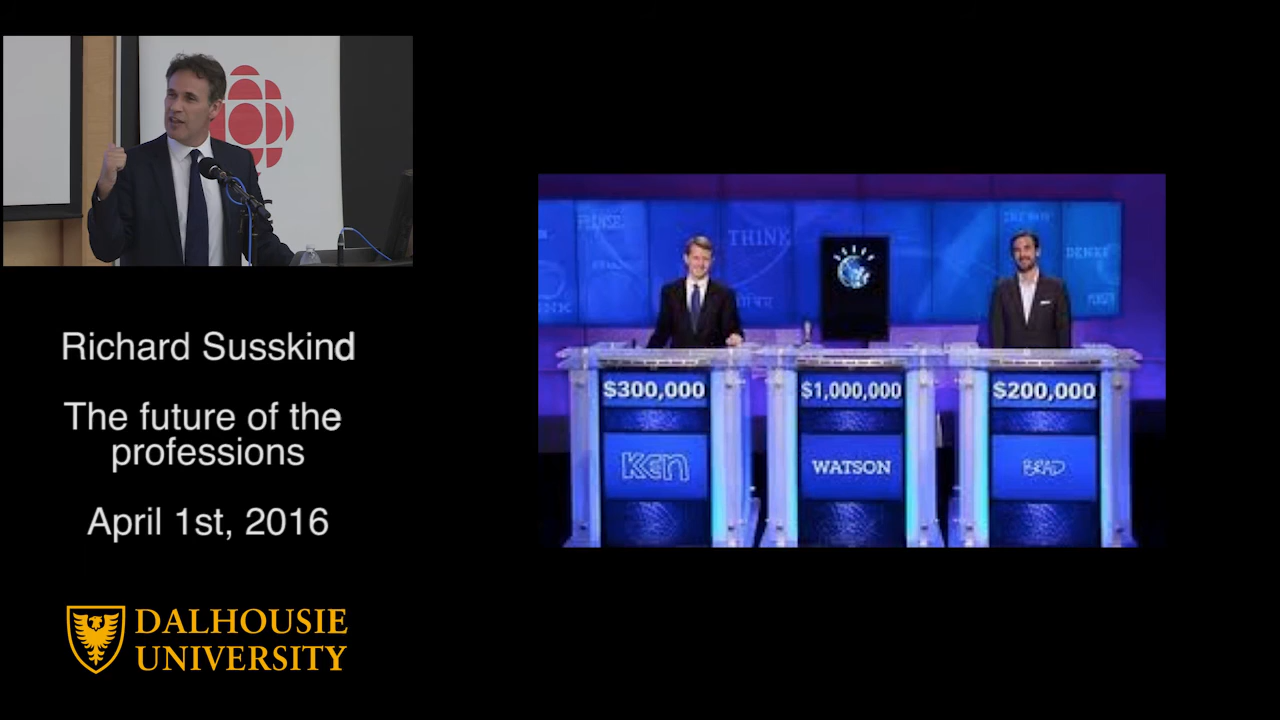 Richard Susskind
The future of the
professions
April 1st, 2016
DALHOUSIE
UNIVERSITY
THINK
$300,000
$1,000,000
$200,000
Ken
WATSON
BRAD